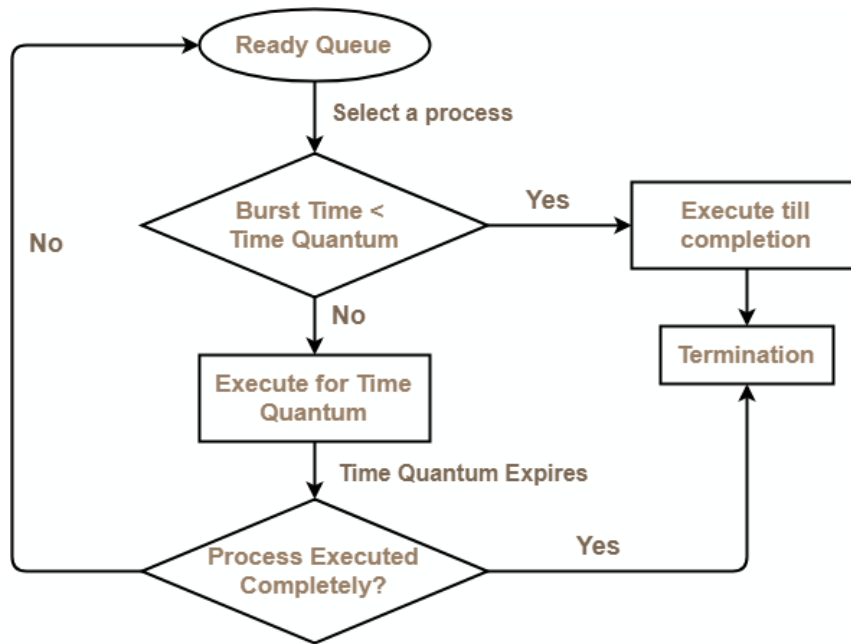 Ready Queue
Select a process
Burst Time <
Time Quantum
Yes
Execute till
completion
No
No
Execute for Time
Quantum
Termination
Time Quantum Expires
Process Executed
Completely?
Yes